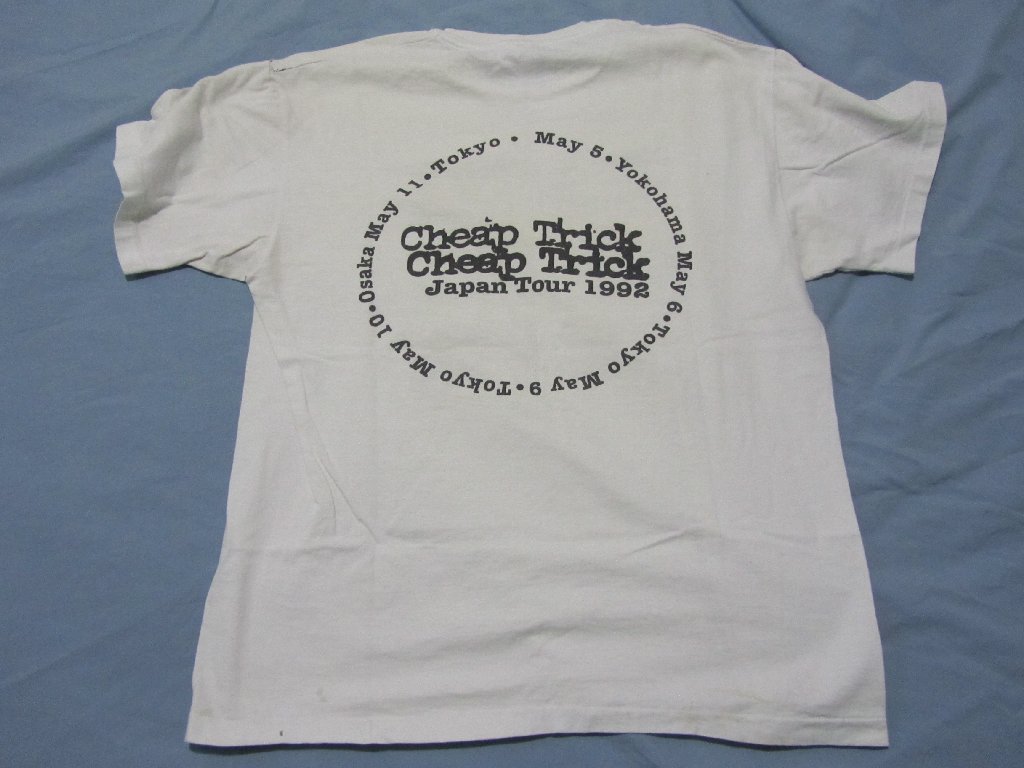 May 5 • Yokohama May 6 • Tokyo May 9 • Tokyo May 10 • Osaka May 11 • Tokyo •
Cheap Trick
Cheap Trick
Japan Tour 1992